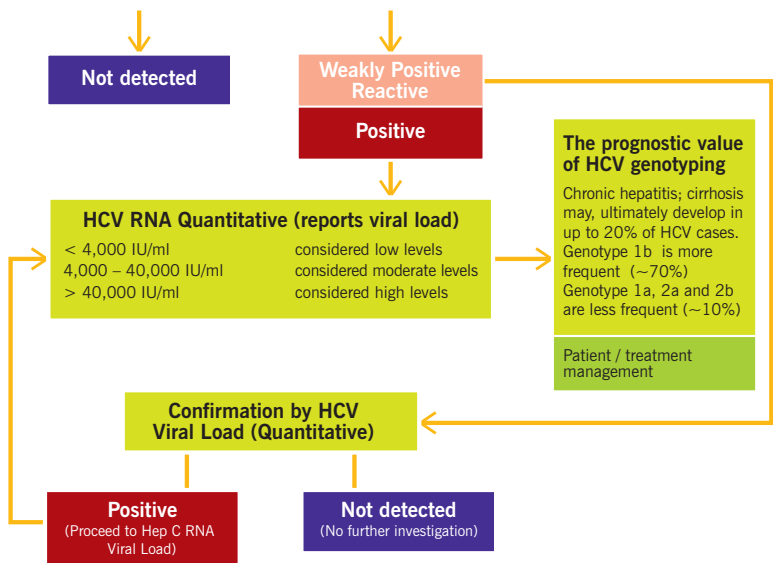 Not detected
Weakly Positive
Reactive
Positive
The prognostic value
of HCV genotyping
Chronic hepatitis; cirrhosis
may, ultimately develop in
up to 20% of HCV cases.
Genotype 1b is more
frequent (~70%)
Genotype 1a, 2a and 2b
are less frequent (~10%)
Patient / treatment
management
HCV RNA Quantitative (reports viral load)
< 4,000 IU/ml considered low levels
4,000 – 40,000 IU/ml considered moderate levels
> 40,000 IU/ml considered high levels
Confirmation by HCV
Viral Load (Quantitative)
Positive
(Proceed to Hep C RNA
Viral Load)
Not detected
(No further investigation)